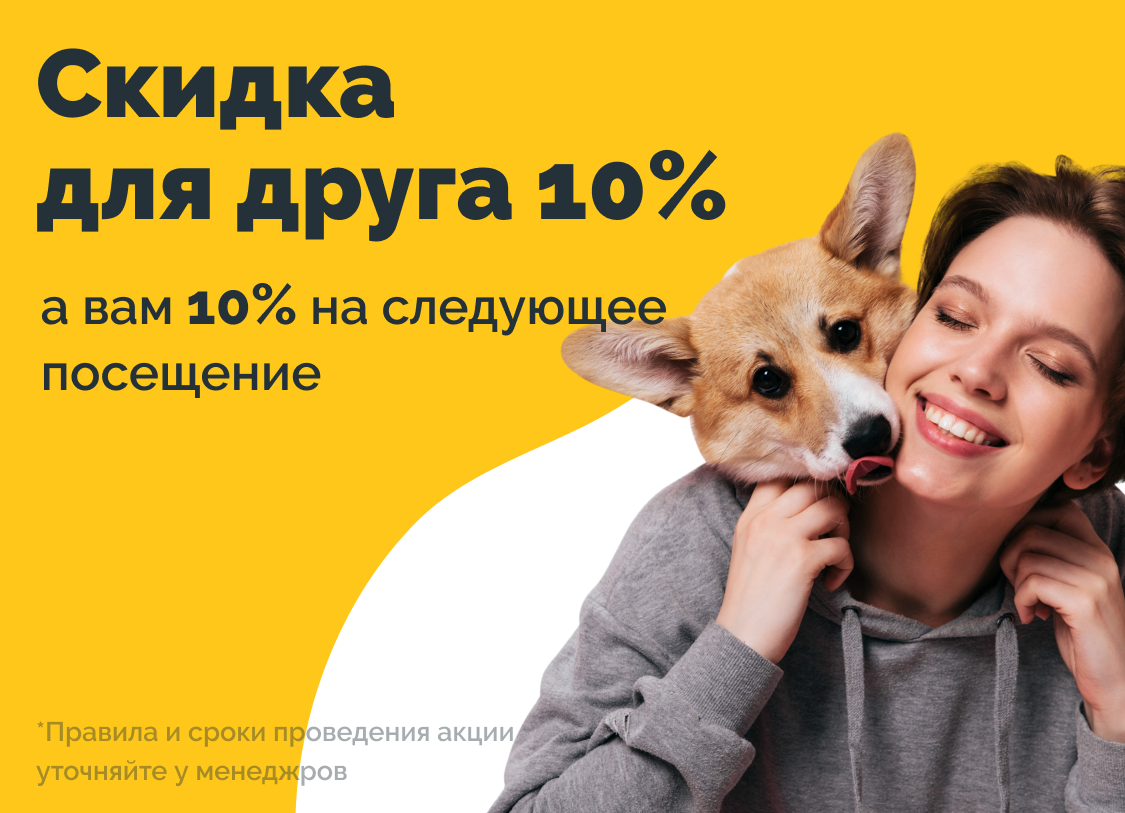 Скидка
для друга 10%
а вам 10% на следующее
посещение
*Правила и сроки проведения акции
уточняйте у менеджров